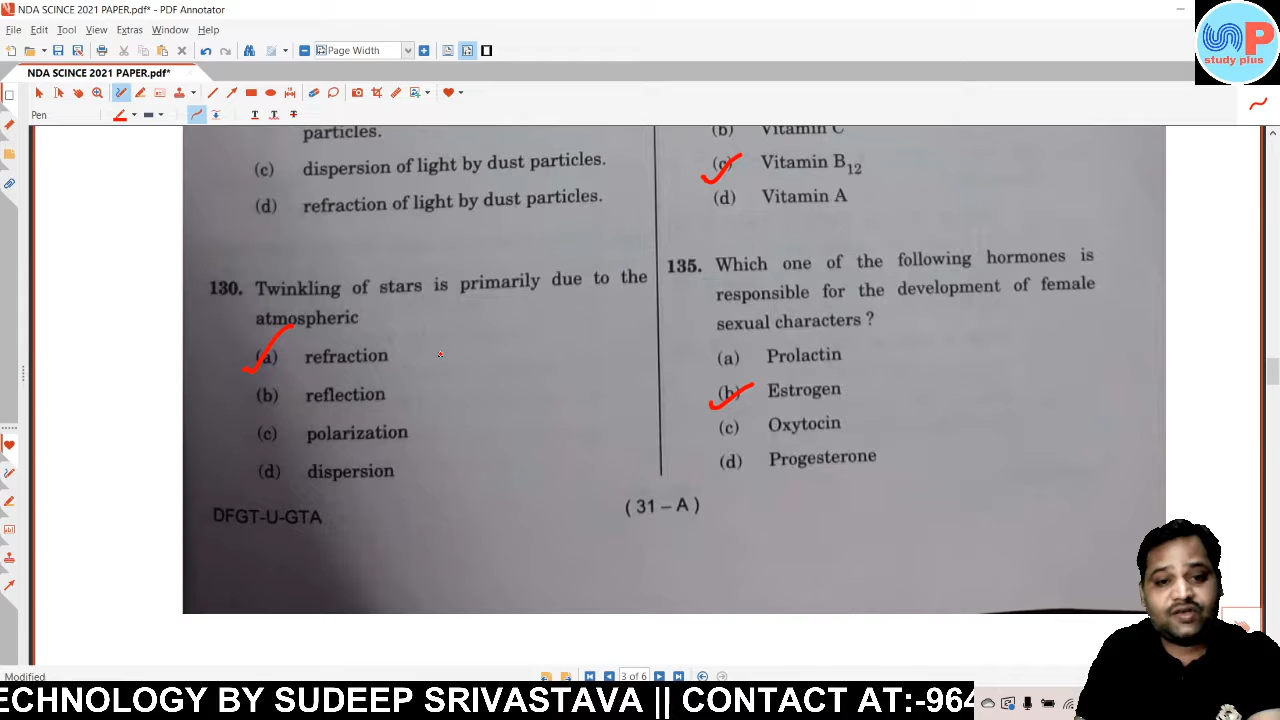 NDA SCINCE 2021 PAPER.pdf* - PDF Annotator
File Edit Tool View Extras Window Help
Page Width
NDA SCINCE 2021 PAPER.pdf*
Pen
T T T
SP
study plus
particles.
(c) dispersion of light by dust particles.
(d) refraction of light by dust particles.
130. Twinkling of stars is primarily due to the
atmospheric
(a) refraction
(b) reflection
(c) polarization
(d) dispersion
DFGT-U-GTA
(b) Vitamin C
(c) Vitamin B12
(d) Vitamin A
135. Which one of the following hormones is
responsible for the development of female
sexual characters ?
(a) Prolactin
(b) Estrogen
(c) Oxytocin
(d) Progesterone
( 31 – A )
Modified
3 of 6
ECHNOLOGY BY SUDEEP SRIVASTAVA || CONTACT AT:-964